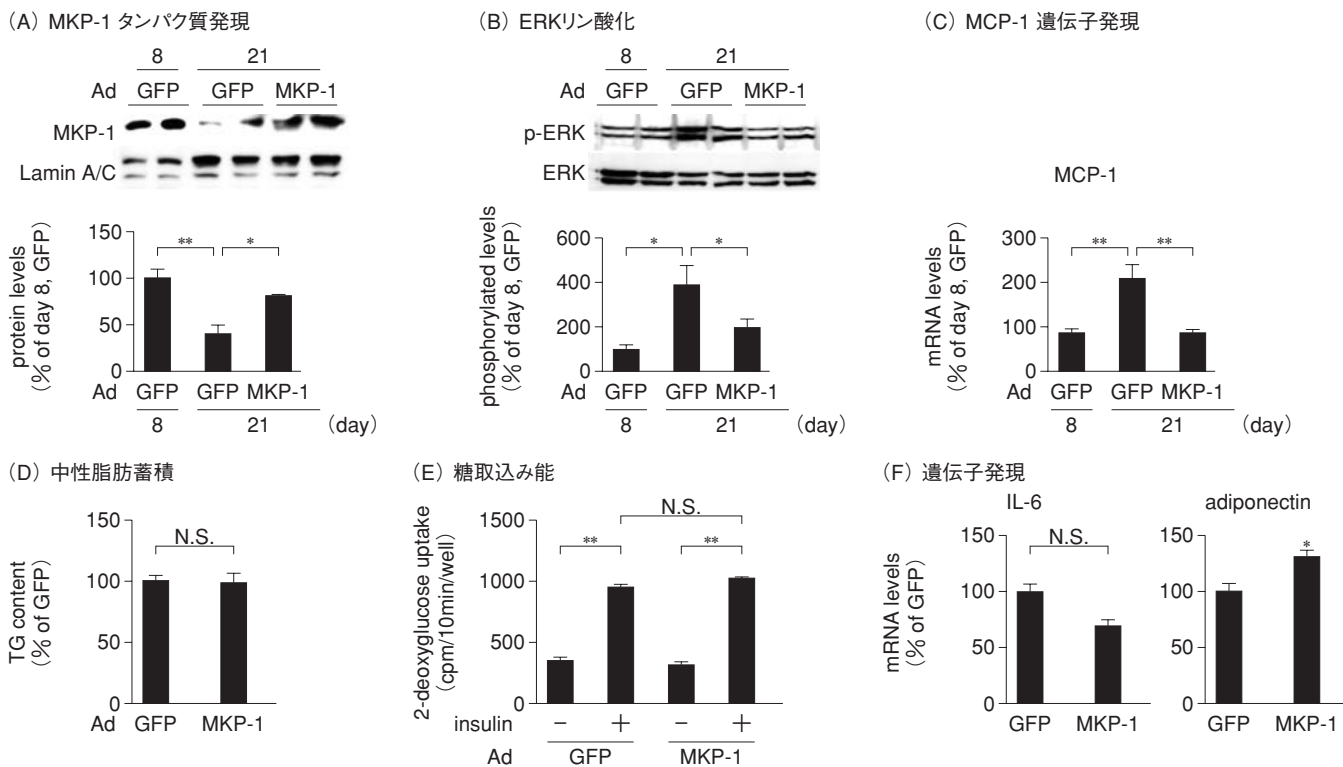 (A) MKP-1 タンパク質発現
8 21
Ad GFP GFP MKP-1
MKP-1
Lamin A/C
protein levels
(% of day 8, GFP)
150
100
50
0
** *
Ad GFP GFP MKP-1
8 21 (day)
(B) ERKリン酸化
8 21
Ad GFP GFP MKP-1
p-ERK
ERK
phosphorylated levels
(% of day 8, GFP)
600
400
200
0
* *
Ad GFP GFP MKP-1
8 21 (day)
(C) MCP-1 遺伝子発現
MCP-1
mRNA levels
(% of day 8, GFP)
300
200
100
0
** **
Ad GFP GFP MKP-1
8 21 (day)
(D) 中性脂肪蓄積
TG content
(% of GFP)
150
100
50
0
N.S.
Ad GFP MKP-1
(E) 糖取込み能
2-deoxyglucose uptake
(cpm/10min/well)
1500
1000
500
0
N.S.
** **
insulin − + − +
Ad GFP MKP-1
(F) 遺伝子発現
IL-6
mRNA levels
(% of GFP)
150
100
50
0
N.S.
GFP MKP-1
adiponectin
150
100
50
0
*
GFP MKP-1